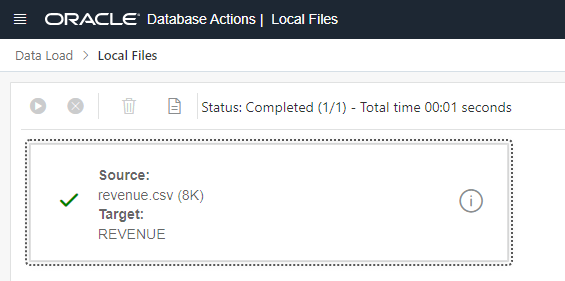 ORACLE Database Actions | Local Files
Data Load > Local Files
Status: Completed (1/1) - Total time 00:01 seconds
Source:
revenue.csv (8K)
Target:
REVENUE